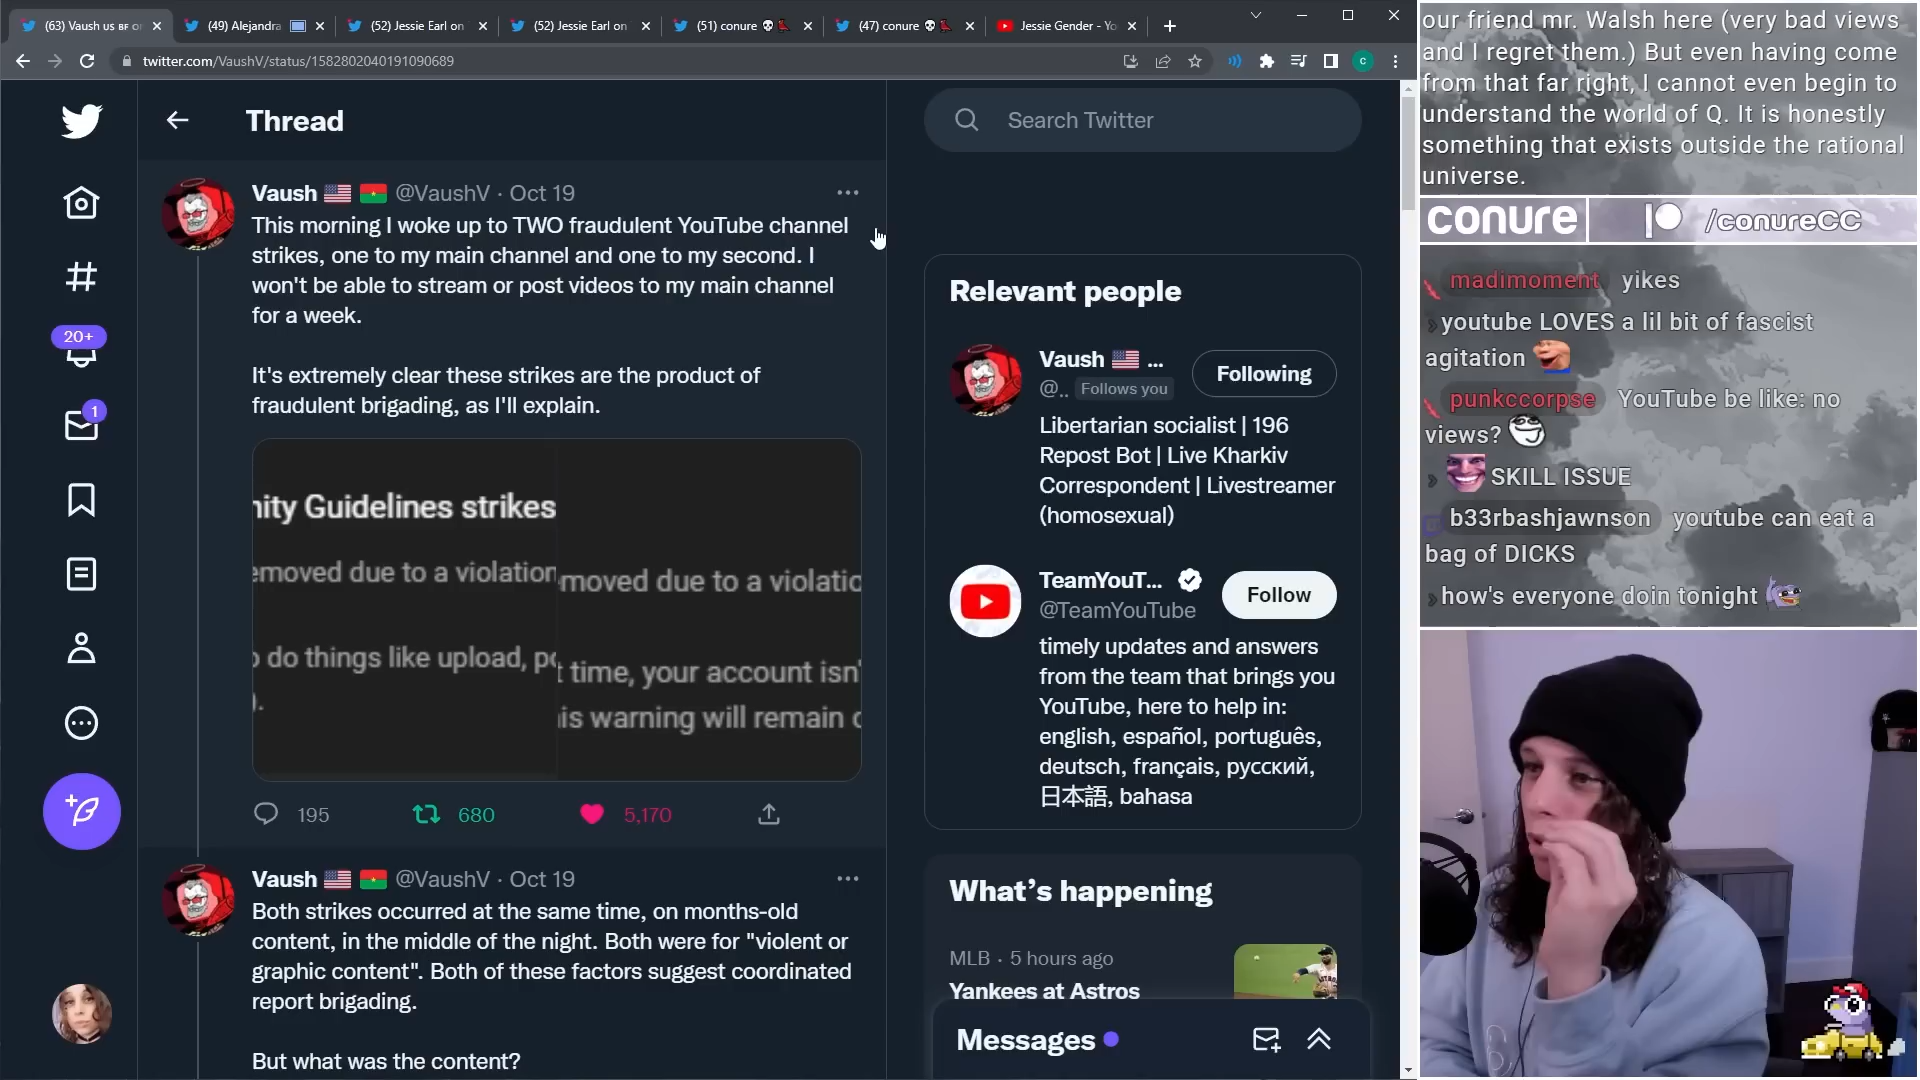 (63) Vaush
(49) Alejandra
(52) Jessie Earl on
(52) Jessie Earl on
(51) conure
(47) conure
Jessie Gender - Yo
twitter.com/VaushV/status/1582802040191090689
C
Thread
20+
1
Vaush @VaushV · Oct 19
This morning I woke up to TWO fraudulent YouTube channel
strikes, one to my main channel and one to my second. I
won't be able to stream or post videos to my main channel
for a week.
It's extremely clear these strikes are the product of
fraudulent brigading, as I'll explain.
nity Guidelines strikes
emoved due to a violation
moved due to a violatio
o do things like upload, po
t time, your account isn'
).
is warning will remain o
195
680
5,170
Vaush @VaushV · Oct 19
Both strikes occurred at the same time, on months-old
content, in the middle of the night. Both were for "violent or
graphic content". Both of these factors suggest coordinated
report brigading.
But what was the content?
Search Twitter
Relevant people
Vaush ...
@.. Follows you
Following
Libertarian socialist | 196
Repost Bot | Live Kharkiv
Correspondent | Livestreamer
(homosexual)
TeamYouT...
@TeamYouTube
Follow
timely updates and answers
from the team that brings you
YouTube, here to help in:
english, español, português,
deutsch, français, русский,
日本語, bahasa
What's happening
MLB · 5 hours ago
Yankees at Astros
Messages
our friend mr. Walsh here (very bad views
and I regret them.) But even having come
from that far right, I cannot even begin to
understand the world of Q. It is honestly
something that exists outside the rational
universe.
conure
/conureCC
madimoment yikes
youtube LOVES a lil bit of fascist
agitation
punkccorpse YouTube be like: no
views?
SKILL ISSUE
b33rbashjawnson youtube can eat a
bag of DICKS
how's everyone doin tonight